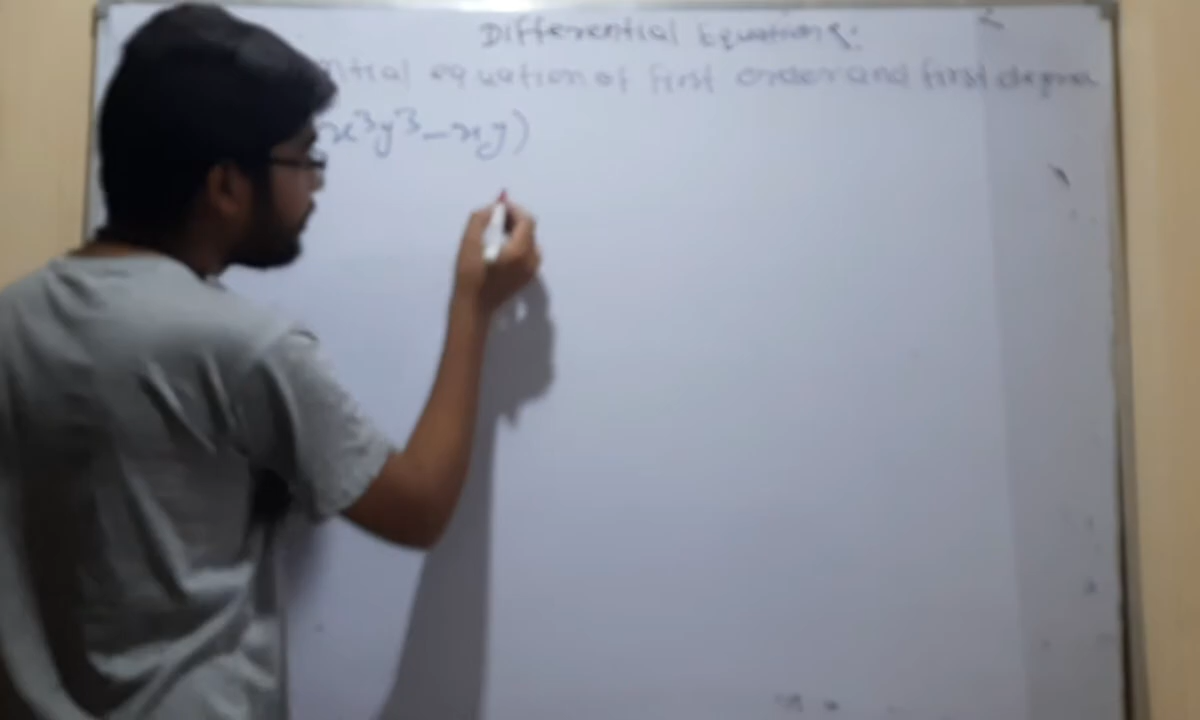 Differential Equations.
ntial equation of first order and first degree
x³y³-xy)